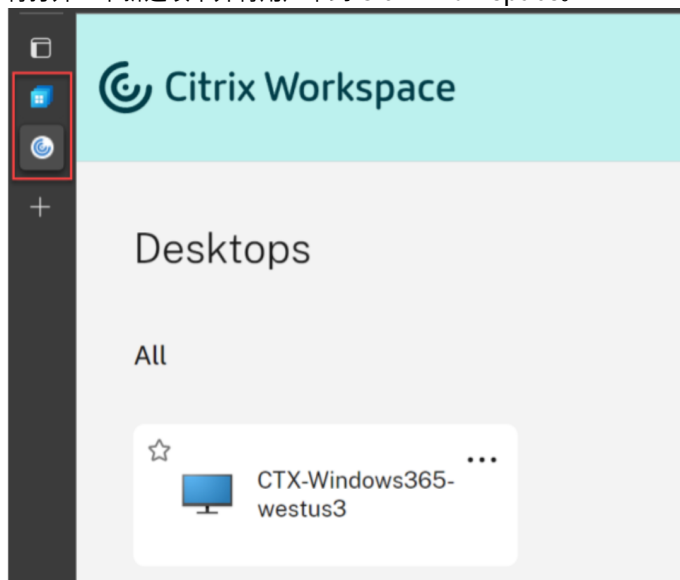 Citrix Workspace
Desktops
All
CTX-Windows365-
westus3